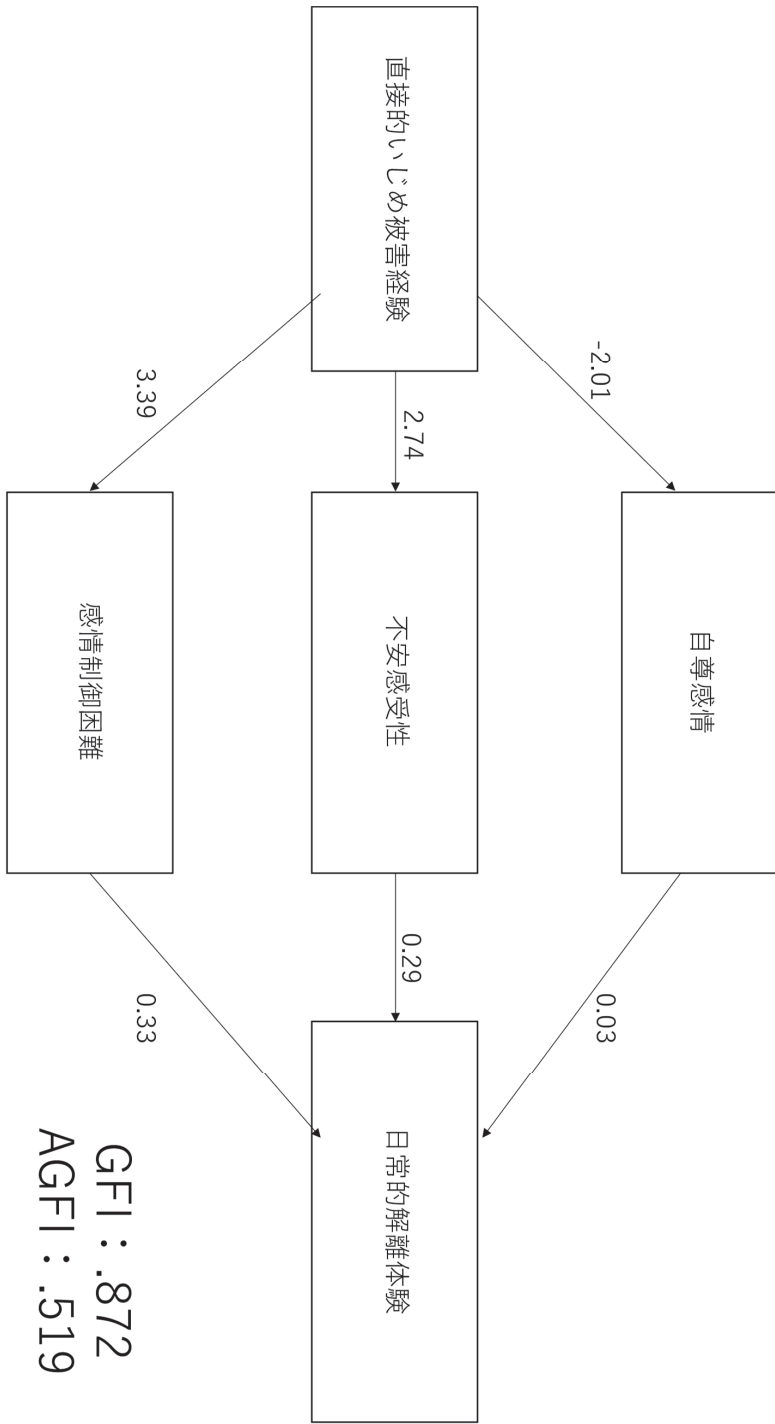 自尊感情
-2.01
0.03
直接的いじめ被害経験
2.74
不安感受性
0.29
日常的解離体験
3.39
0.33
感情制御困難
GFI：.872
AGFI：.519